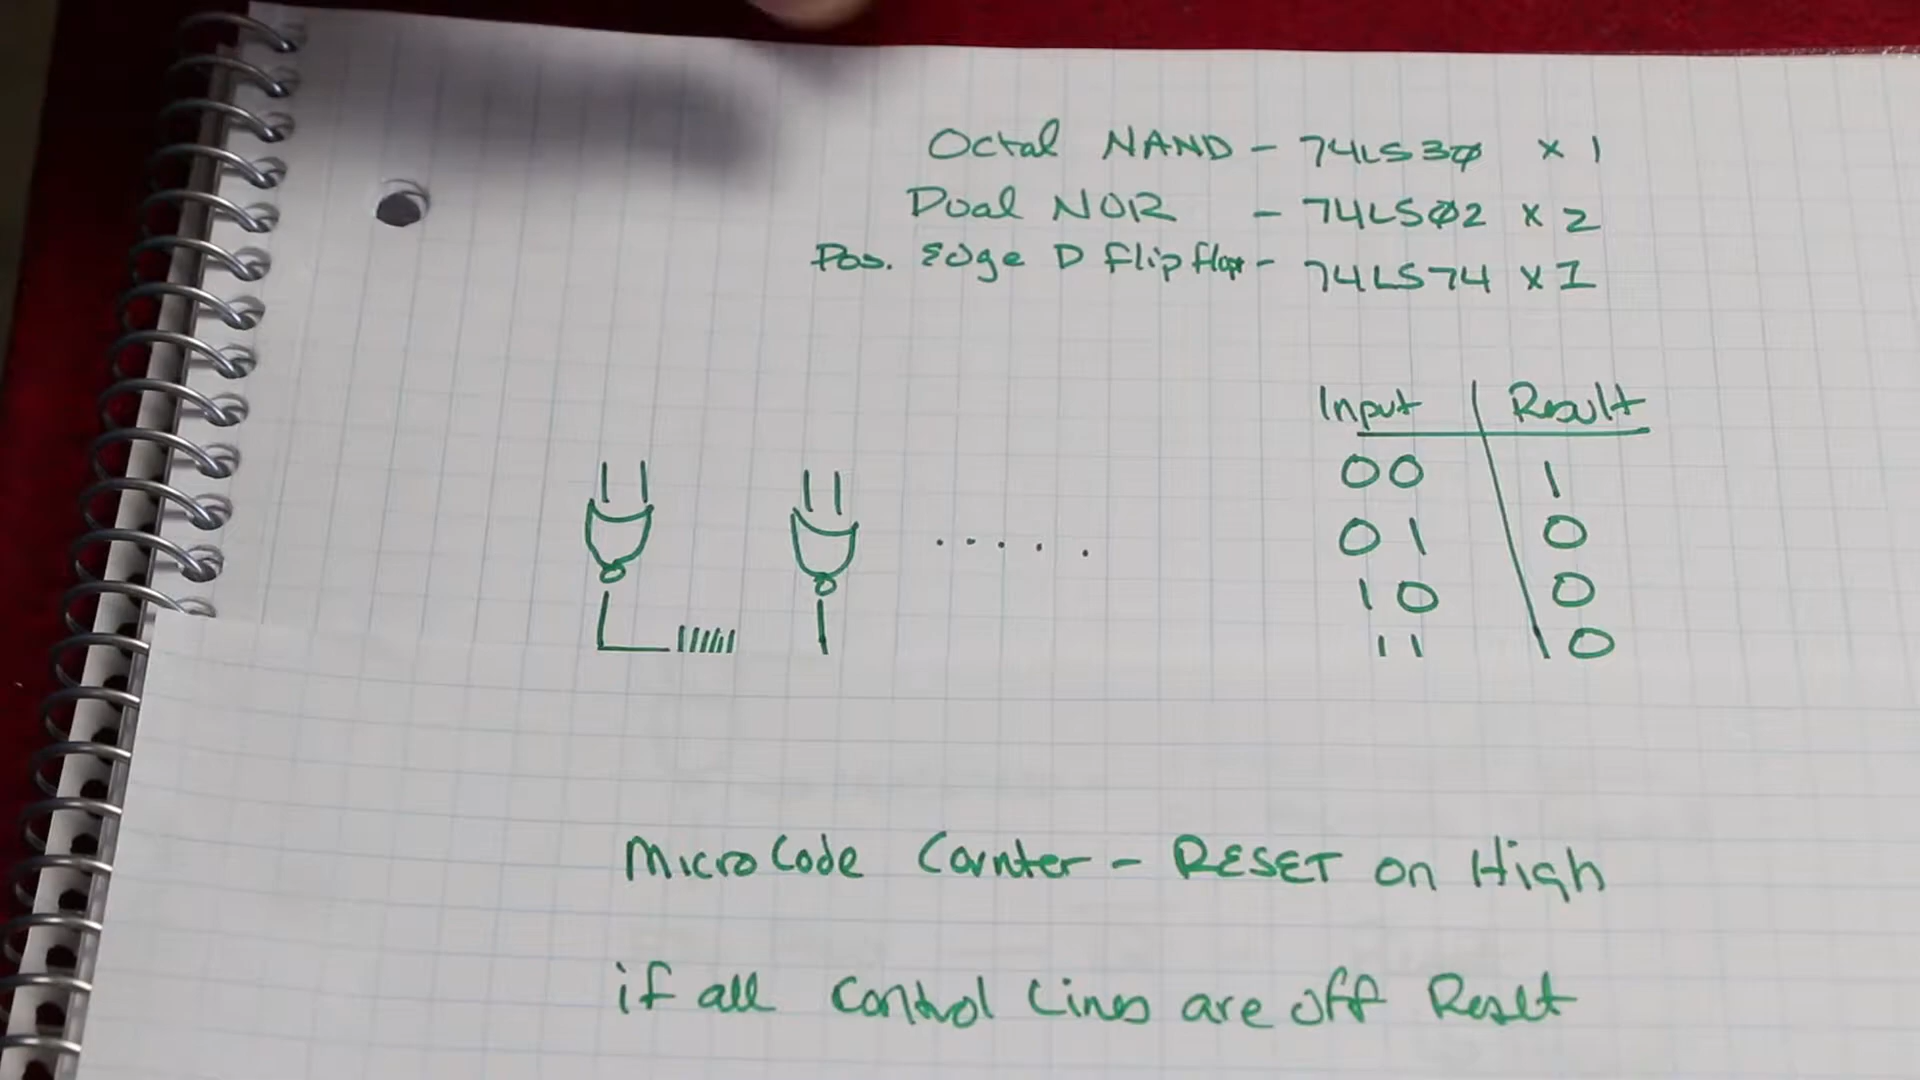 Octal NAND - 74LS30 x 1
Dual NOR - 74LS02 x 2
Pos. Edge D flip flop - 74LS74 x 1
Input Result
00 1
01 0
10 0
11 0
. . . . .
MicroCode Counter - RESET on High
if all Control Lines are off Reset